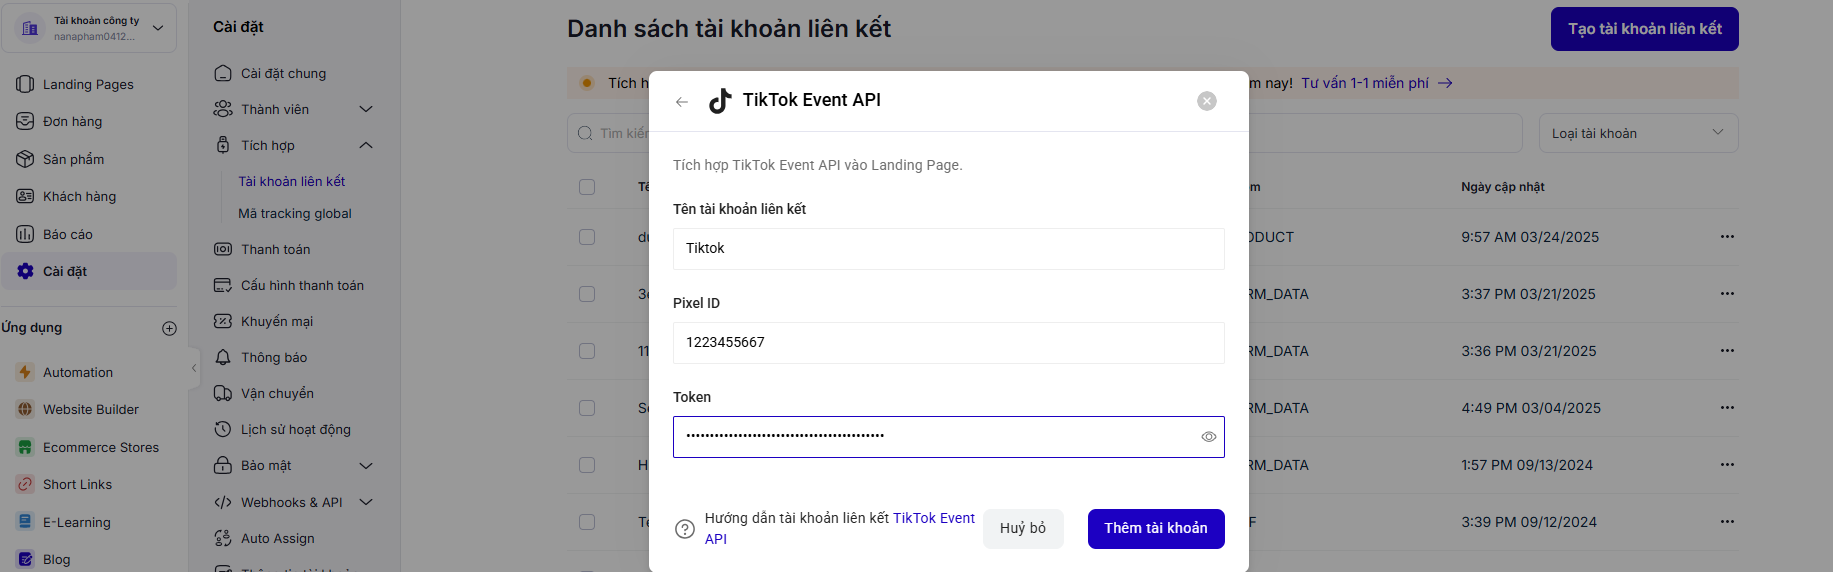 Tài khoản công ty
nanapham0412...
Landing Pages
Đơn hàng
Sản phẩm
Khách hàng
Báo cáo
Cài đặt
Ứng dụng
Automation
Website Builder
Ecommerce Stores
Short Links
E-Learning
Blog
Cài đặt
Cài đặt chung
Thành viên
Tích hợp
Tài khoản liên kết
Mã tracking global
Thanh toán
Cấu hình thanh toán
Khuyến mại
Thông báo
Vận chuyển
Lịch sử hoạt động
Bảo mật
Webhooks & API
Auto Assign
Danh sách tài khoản liên kết
Tạo tài khoản liên kết
Tích h
m nay! Tư vấn 1-1 miễn phí →
Tìm kiếm
Loại tài khoản
Ngày cập nhật
ODUCT
9:57 AM 03/24/2025
RM_DATA
3:37 PM 03/21/2025
11
RM_DATA
3:36 PM 03/21/2025
RM_DATA
4:49 PM 03/04/2025
H
RM_DATA
1:57 PM 09/13/2024
F
3:39 PM 09/12/2024
TikTok Event API
Tích hợp TikTok Event API vào Landing Page.
Tên tài khoản liên kết
Tiktok
Pixel ID
1223455667
Token
Hướng dẫn tài khoản liên kết TikTok Event
API
Huỷ bỏ
Thêm tài khoản